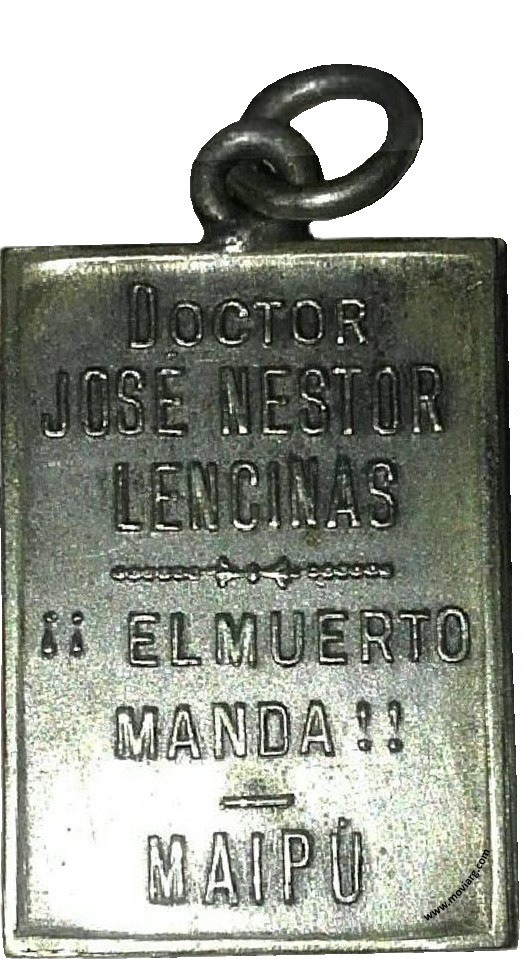 DOCTOR
JOSÉ NESTOR
LENCINAS
¡¡ EL MUERTO
MANDA !!
MAIPÚ
www.moviarg.com